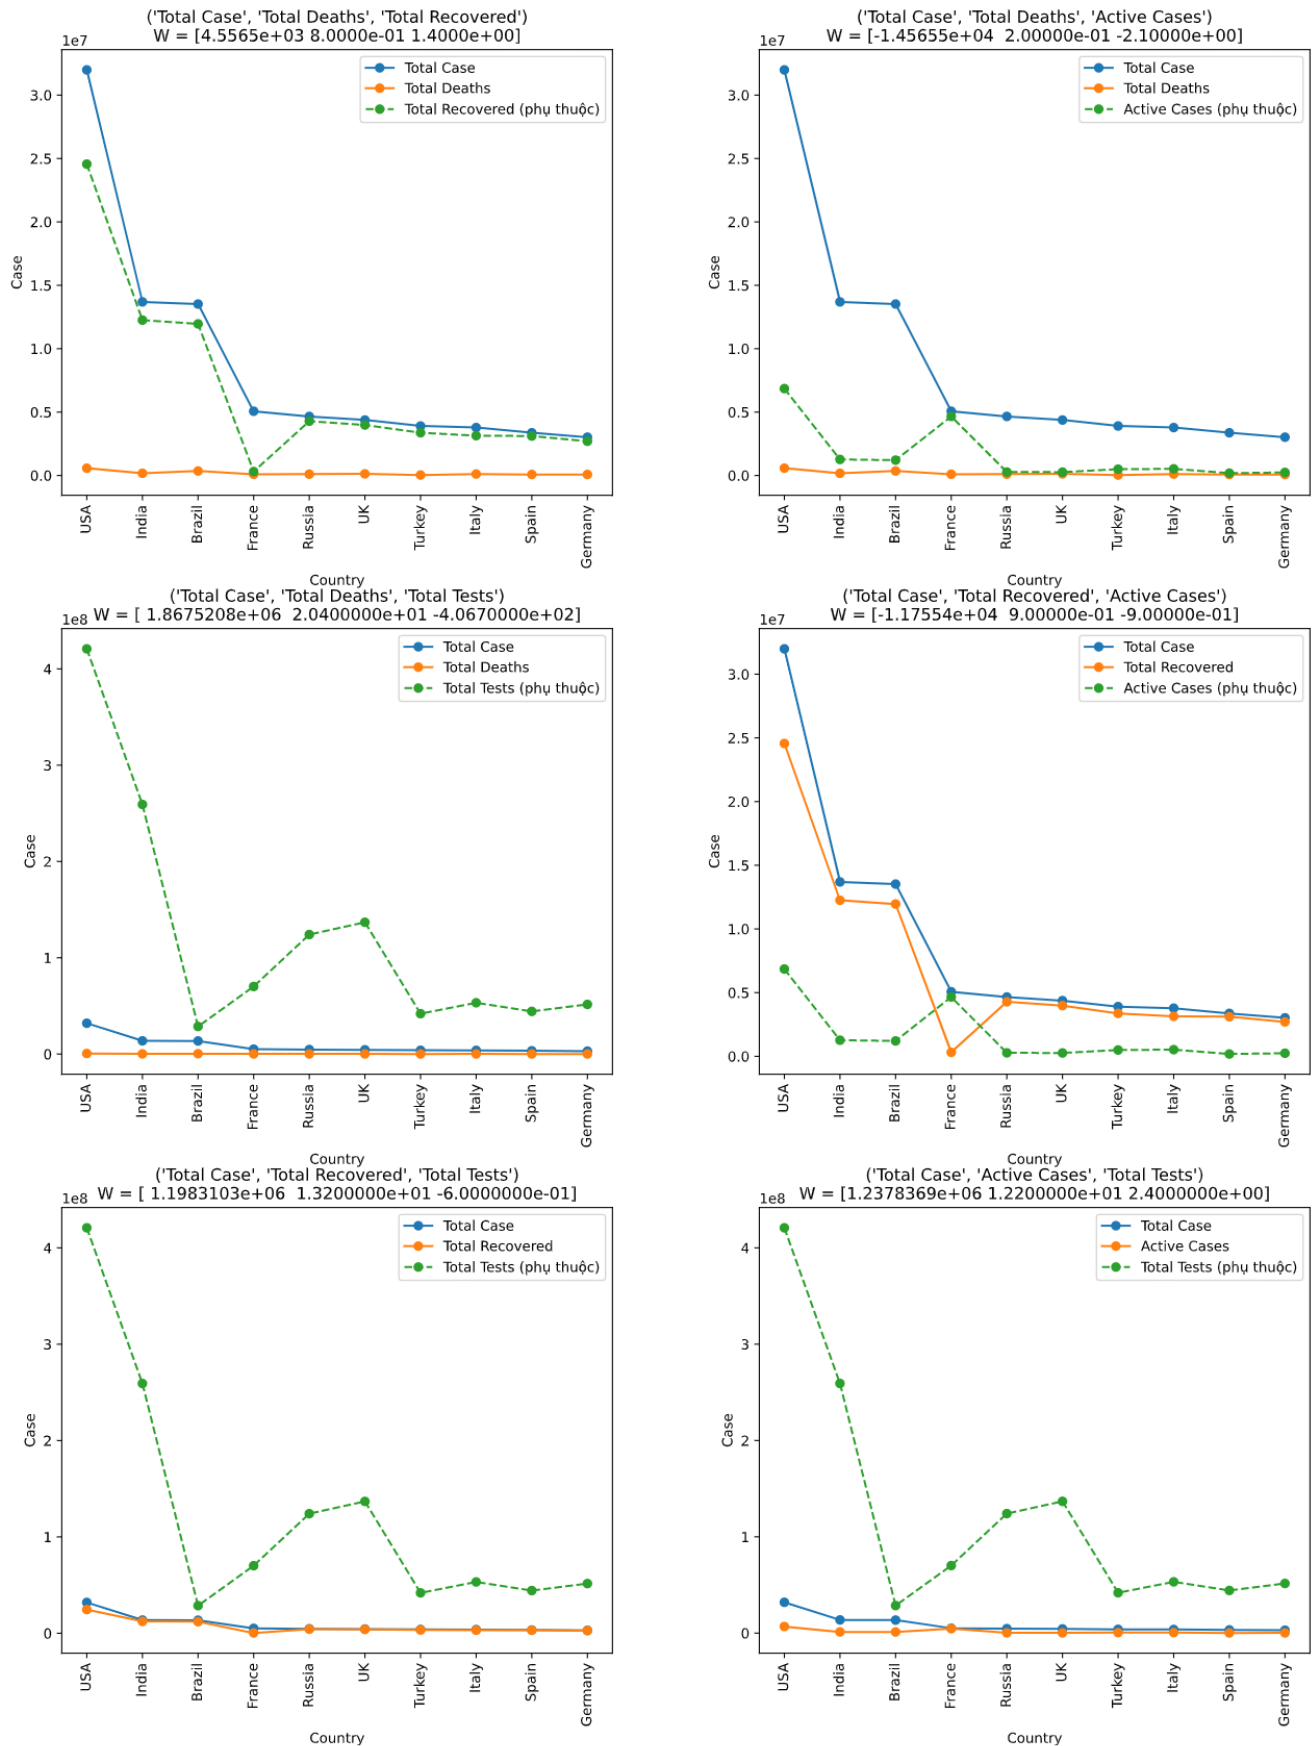 ('Total Case', 'Total Deaths', 'Total Recovered')
W = [4.5565e+03 8.0000e-01 1.4000e+00]
1e7
Total Case
Total Deaths
Total Recovered (phụ thuộc)
3.0
2.5
2.0
1.5
1.0
0.5
0.0
Case
USA
India
Brazil
France
Russia
UK
Turkey
Italy
Spain
Germany
Country
('Total Case', 'Total Deaths', 'Active Cases')
W = [-1.45655e+04  2.00000e-01 -2.10000e+00]
1e7
Total Case
Total Deaths
Active Cases (phụ thuộc)
3.0
2.5
2.0
1.5
1.0
0.5
0.0
Case
USA
India
Brazil
France
Russia
UK
Turkey
Italy
Spain
Germany
Country
('Total Case', 'Total Deaths', 'Total Tests')
1e8 W = [ 1.8675208e+06  2.0400000e+01 -4.0670000e+02]
Total Case
Total Deaths
Total Tests (phụ thuộc)
4
3
2
1
0
Case
USA
India
Brazil
France
Russia
UK
Turkey
Italy
Spain
Germany
Country
('Total Case', 'Total Recovered', 'Active Cases')
W = [-1.17554e+04  9.00000e-01 -9.00000e-01]
1e7
Total Case
Total Recovered
Active Cases (phụ thuộc)
3.0
2.5
2.0
1.5
1.0
0.5
0.0
Case
USA
India
Brazil
France
Russia
UK
Turkey
Italy
Spain
Germany
Country
('Total Case', 'Total Recovered', 'Total Tests')
1e8 W = [ 1.1983103e+06  1.3200000e+01 -6.0000000e-01]
Total Case
Total Recovered
Total Tests (phụ thuộc)
4
3
2
1
0
Case
USA
India
Brazil
France
Russia
UK
Turkey
Italy
Spain
Germany
Country
('Total Case', 'Active Cases', 'Total Tests')
1e8 W = [1.2378369e+06 1.2200000e+01 2.4000000e+00]
Total Case
Active Cases
Total Tests (phụ thuộc)
4
3
2
1
0
Case
USA
India
Brazil
France
Russia
UK
Turkey
Italy
Spain
Germany
Country